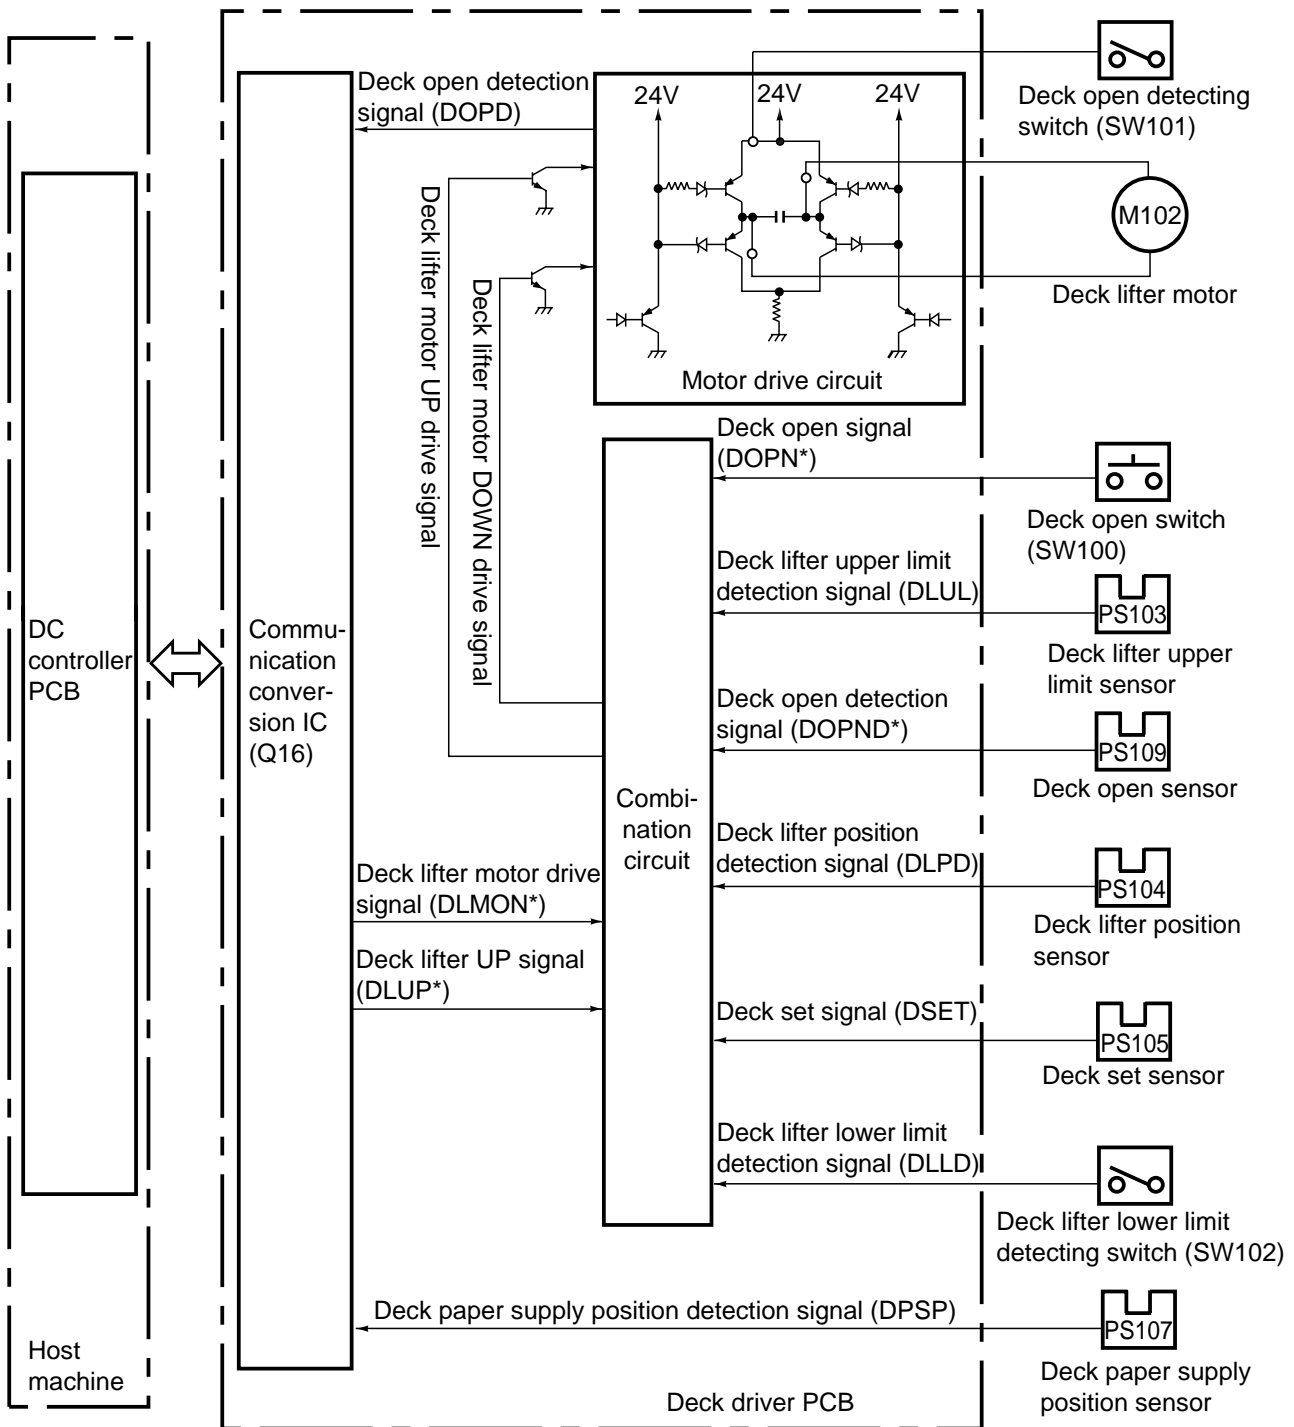 Deck open detection
signal (DOPD)
24V
24V
24V
Deck open detecting
switch (SW101)
M102
Deck lifter motor
Motor drive circuit
Deck lifter motor UP drive signal
Deck lifter motor DOWN drive signal
Deck open signal
(DOPN*)
Deck open switch
(SW100)
Deck lifter upper limit
detection signal (DLUL)
PS103
Deck lifter upper
limit sensor
DC
controller
PCB
Commu-
nication
conver-
sion IC
(Q16)
Deck open detection
signal (DOPND*)
PS109
Deck open sensor
Combi-
nation
circuit
Deck lifter position
detection signal (DLPD)
PS104
Deck lifter position
sensor
Deck lifter motor drive
signal (DLMON*)
Deck lifter UP signal
(DLUP*)
Deck set signal (DSET)
PS105
Deck set sensor
Deck lifter lower limit
detection signal (DLLD)
Deck lifter lower limit
detecting switch (SW102)
Deck paper supply position detection signal (DPSP)
PS107
Deck paper supply
position sensor
Host
machine
Deck driver PCB